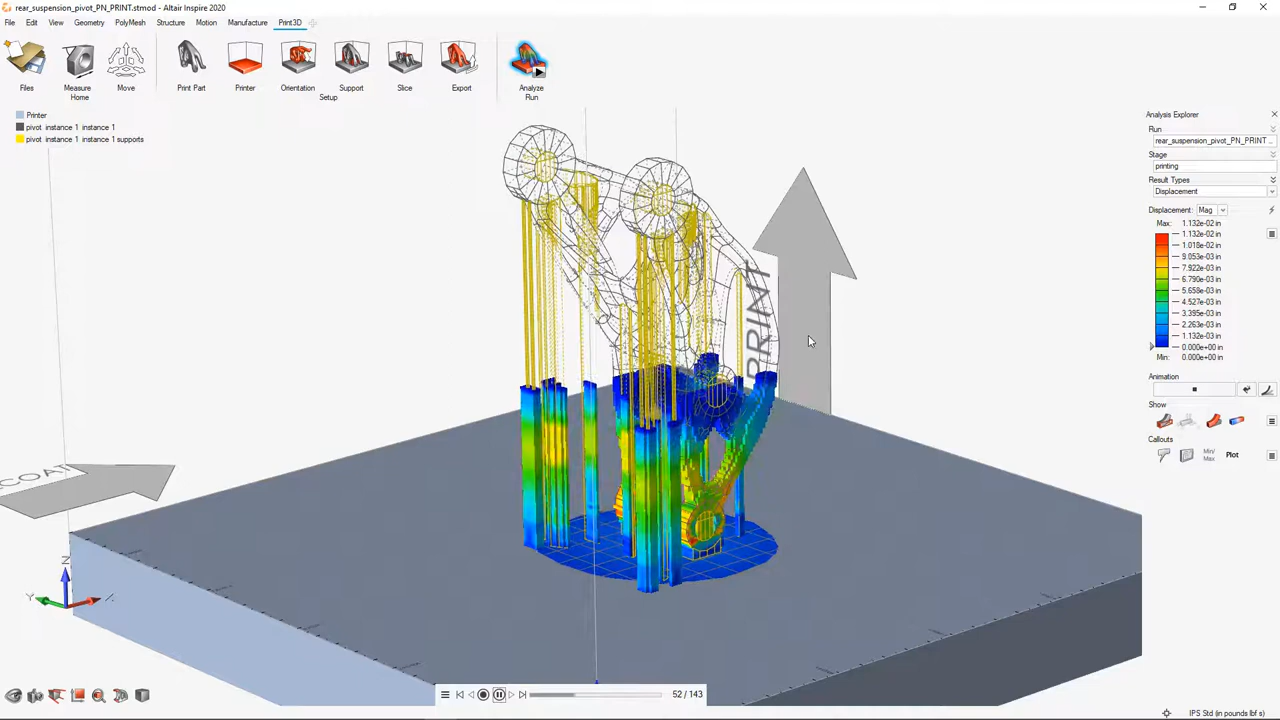 rear_suspension_pivot_PN_PRINT.stmod - Altair Inspire 2020
File Edit View Geometry PolyMesh Structure Motion Manufacture Print3D
Files Measure Move Print Part Printer Orientation Support Slice Export Analyze
Home Setup Run
Printer
pivot instance 1 instance 1
pivot instance 1 instance 1 supports
Analysis Explorer
Run
rear_suspension_pivot_PN_PRINT ...
Stage
printing
Result Types
Displacement
Displacement: Mag
Max: 1.132e-02 in
1.132e-02 in
1.018e-02 in
9.053e-03 in
7.922e-03 in
6.790e-03 in
5.658e-03 in
4.527e-03 in
3.395e-03 in
2.263e-03 in
1.132e-03 in
0.000e+00 in
Min: 0.000e+00 in
Animation
Show
Callouts
Min/
Max Plot
PRINT
COAT
Z
Y
52 / 143
IPS Std (in pounds lbf s)